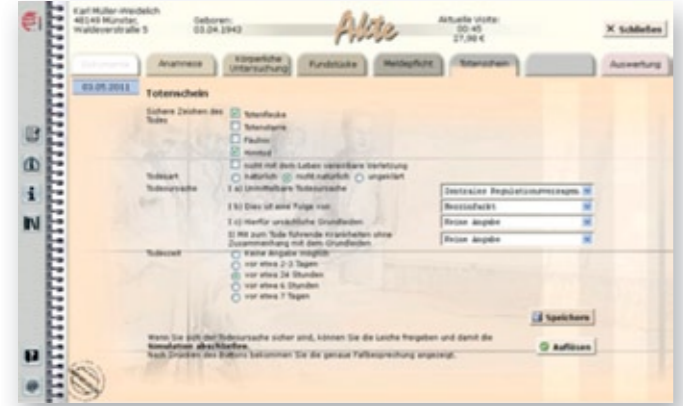 Karl Müller-Weidelich
48149 Münster,
Waldeyerstraße 5
Geboren:
03.04.1943
Akte
Aktuelle Visite:
00:45
27,98 €
Schließen
Anamnese
Körperliche Untersuchung
Fundstücke
Meldepflicht
Totenschein
Auswertung
03.05.2011
Totenschein
Sichere Zeichen des Todes
Totenflecke
Totenstarre
Fäulnis
Hirntod
nicht mit dem Leben vereinbare Verletzung
Todesart
natürlich
nicht natürlich
ungeklärt
Todesursache
I a) Unmittelbare Todesursache
Zentrales Regulationsversagen
I b) Dies ist eine Folge von
Herzinfarkt
I c) Hierfür ursächliche Grundleiden
Keine Angabe
II Mit zum Tode führende Krankheiten ohne
Zusammenhang mit dem Grundleiden
Keine Angabe
Todeszeit
Keine Angabe möglich
vor etwa 2-3 Tagen
vor etwa 24 Stunden
vor etwa 6 Stunden
vor etwa 7 Tagen
Speichern
Wenn Sie sich der Todesursache sicher sind, können Sie die Leiche freigeben und damit die
Simulation abschließen.
Nach Drücken des Buttons bekommen Sie die genaue Fallbesprechung angezeigt.
Auflösen